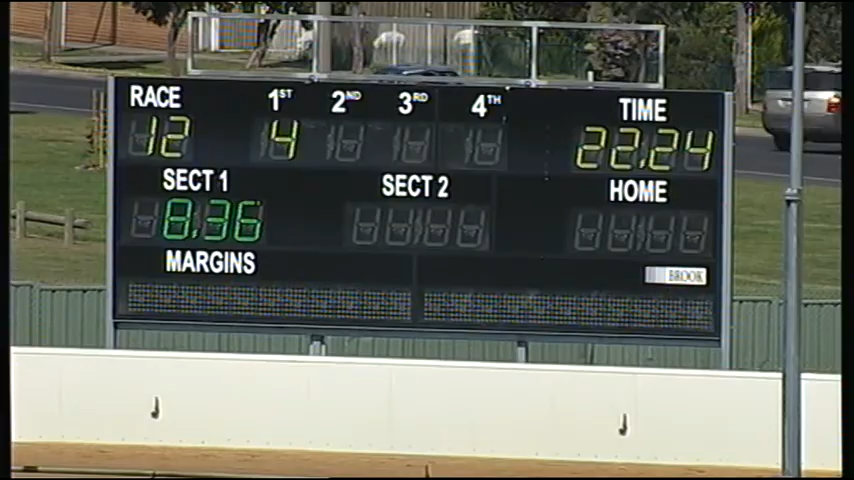 RACE 1ST 2ND 3RD 4TH TIME
12 4 22.24
SECT 1 SECT 2 HOME
8.36
MARGINS
BROOK